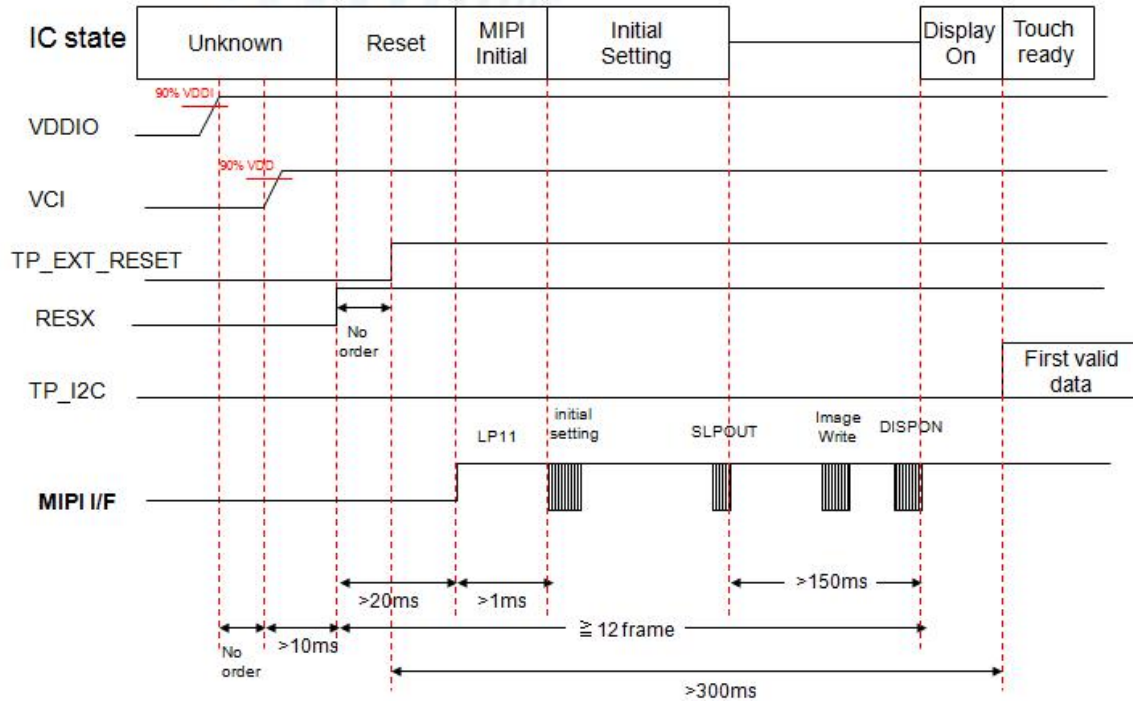 IC state
Unknown
Reset
MIPI
Initial
Initial
Setting
Display
On
Touch
ready
90% VDDI
VDDIO
90% VDD
VCI
TP_EXT_RESET
RESX
No
order
TP_I2C
First valid
data
LP11
initial
setting
SLPOUT
Image
Write
DISPON
MIPI I/F
>20ms
>1ms
>150ms
No
order
>10ms
≧ 12 frame
>300ms